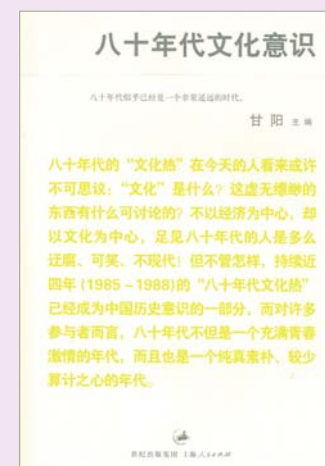 八十年代文化意识
八十年代似乎已经是一个非常遥远的时代。
甘阳 主编
八十年代的“文化热”在今天的人看来或许
不可思议：“文化”是什么？这虚无缥缈的
东西有什么可讨论的？不以经济为中心，却
以文化为中心，足见八十年代的人是多么
迂腐、可笑、不现代！但不管怎样，持续近
四年（1985－1988）的“八十年代文化热”
已经成为中国历史意识的一部分，而对许多
参与者而言，八十年代不但是一个充满青春
激情的年代，而且也是一个纯真素朴、较少
算计之心的年代。
世纪出版集团 上海人民出版社